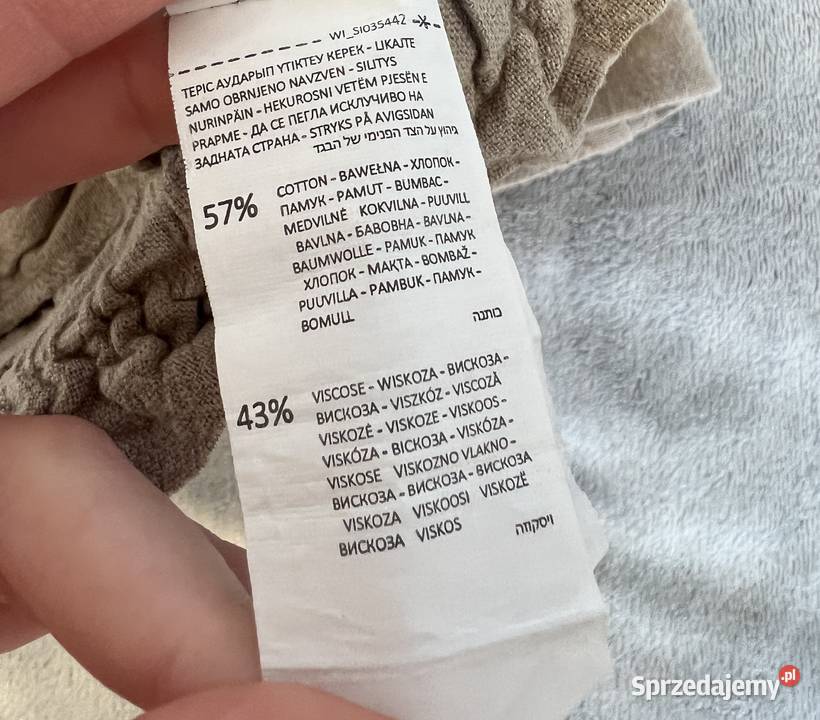 WI_SI035442
ТЕРІС АУДАРЫП ҮТІКТЕУ КЕРЕК - LIKAJTE
SAMO OBRNJENO NAVZVEN - SILITYS
NURINPÄIN - HEKUROSNI VETËM PJESËN E
PRAPME - ДА СЕ ПЕГЛА ИСКЛУЧИВО НА
ЗАДНАТА СТРАНА - STRYKS PÅ AVIGSIDAN
גיהוץ על הצד הפנימי של הבגד
57%
COTTON - BAWEŁNA - ХЛОПОК -
ПАМУК - PAMUT - BUMBAC -
MEDVILNĖ KOKVILNA - PUUVILL
BAVLNA - БАВОВНА - BAVLNA -
BAUMWOLLE - PAMUK - ПАМУК
ХЛОПОК - МАҚТА - BOMBAŽ -
PUUVILLA - PAMBUK - ПАМУК -
BOMULL
כותנה
43%
VISCOSE - WISKOZA - ВИСКОЗА -
ВИСКОЗА - VISZKÓZ - VISCOZĂ
VISKOZĖ - VISKOZE - VISKOOS -
VISKÓZA - ВІСКОЗА - VISKÓZA -
VISKOSE VISKOZNO VLAKNO -
ВИСКОЗА - ВИСКОЗА - ВИСКОЗА
VISKOZA VISKOOSI VISKOZË
ВИСКОЗА VISKOS
ויסקוזה
Sprzedajemy.pl